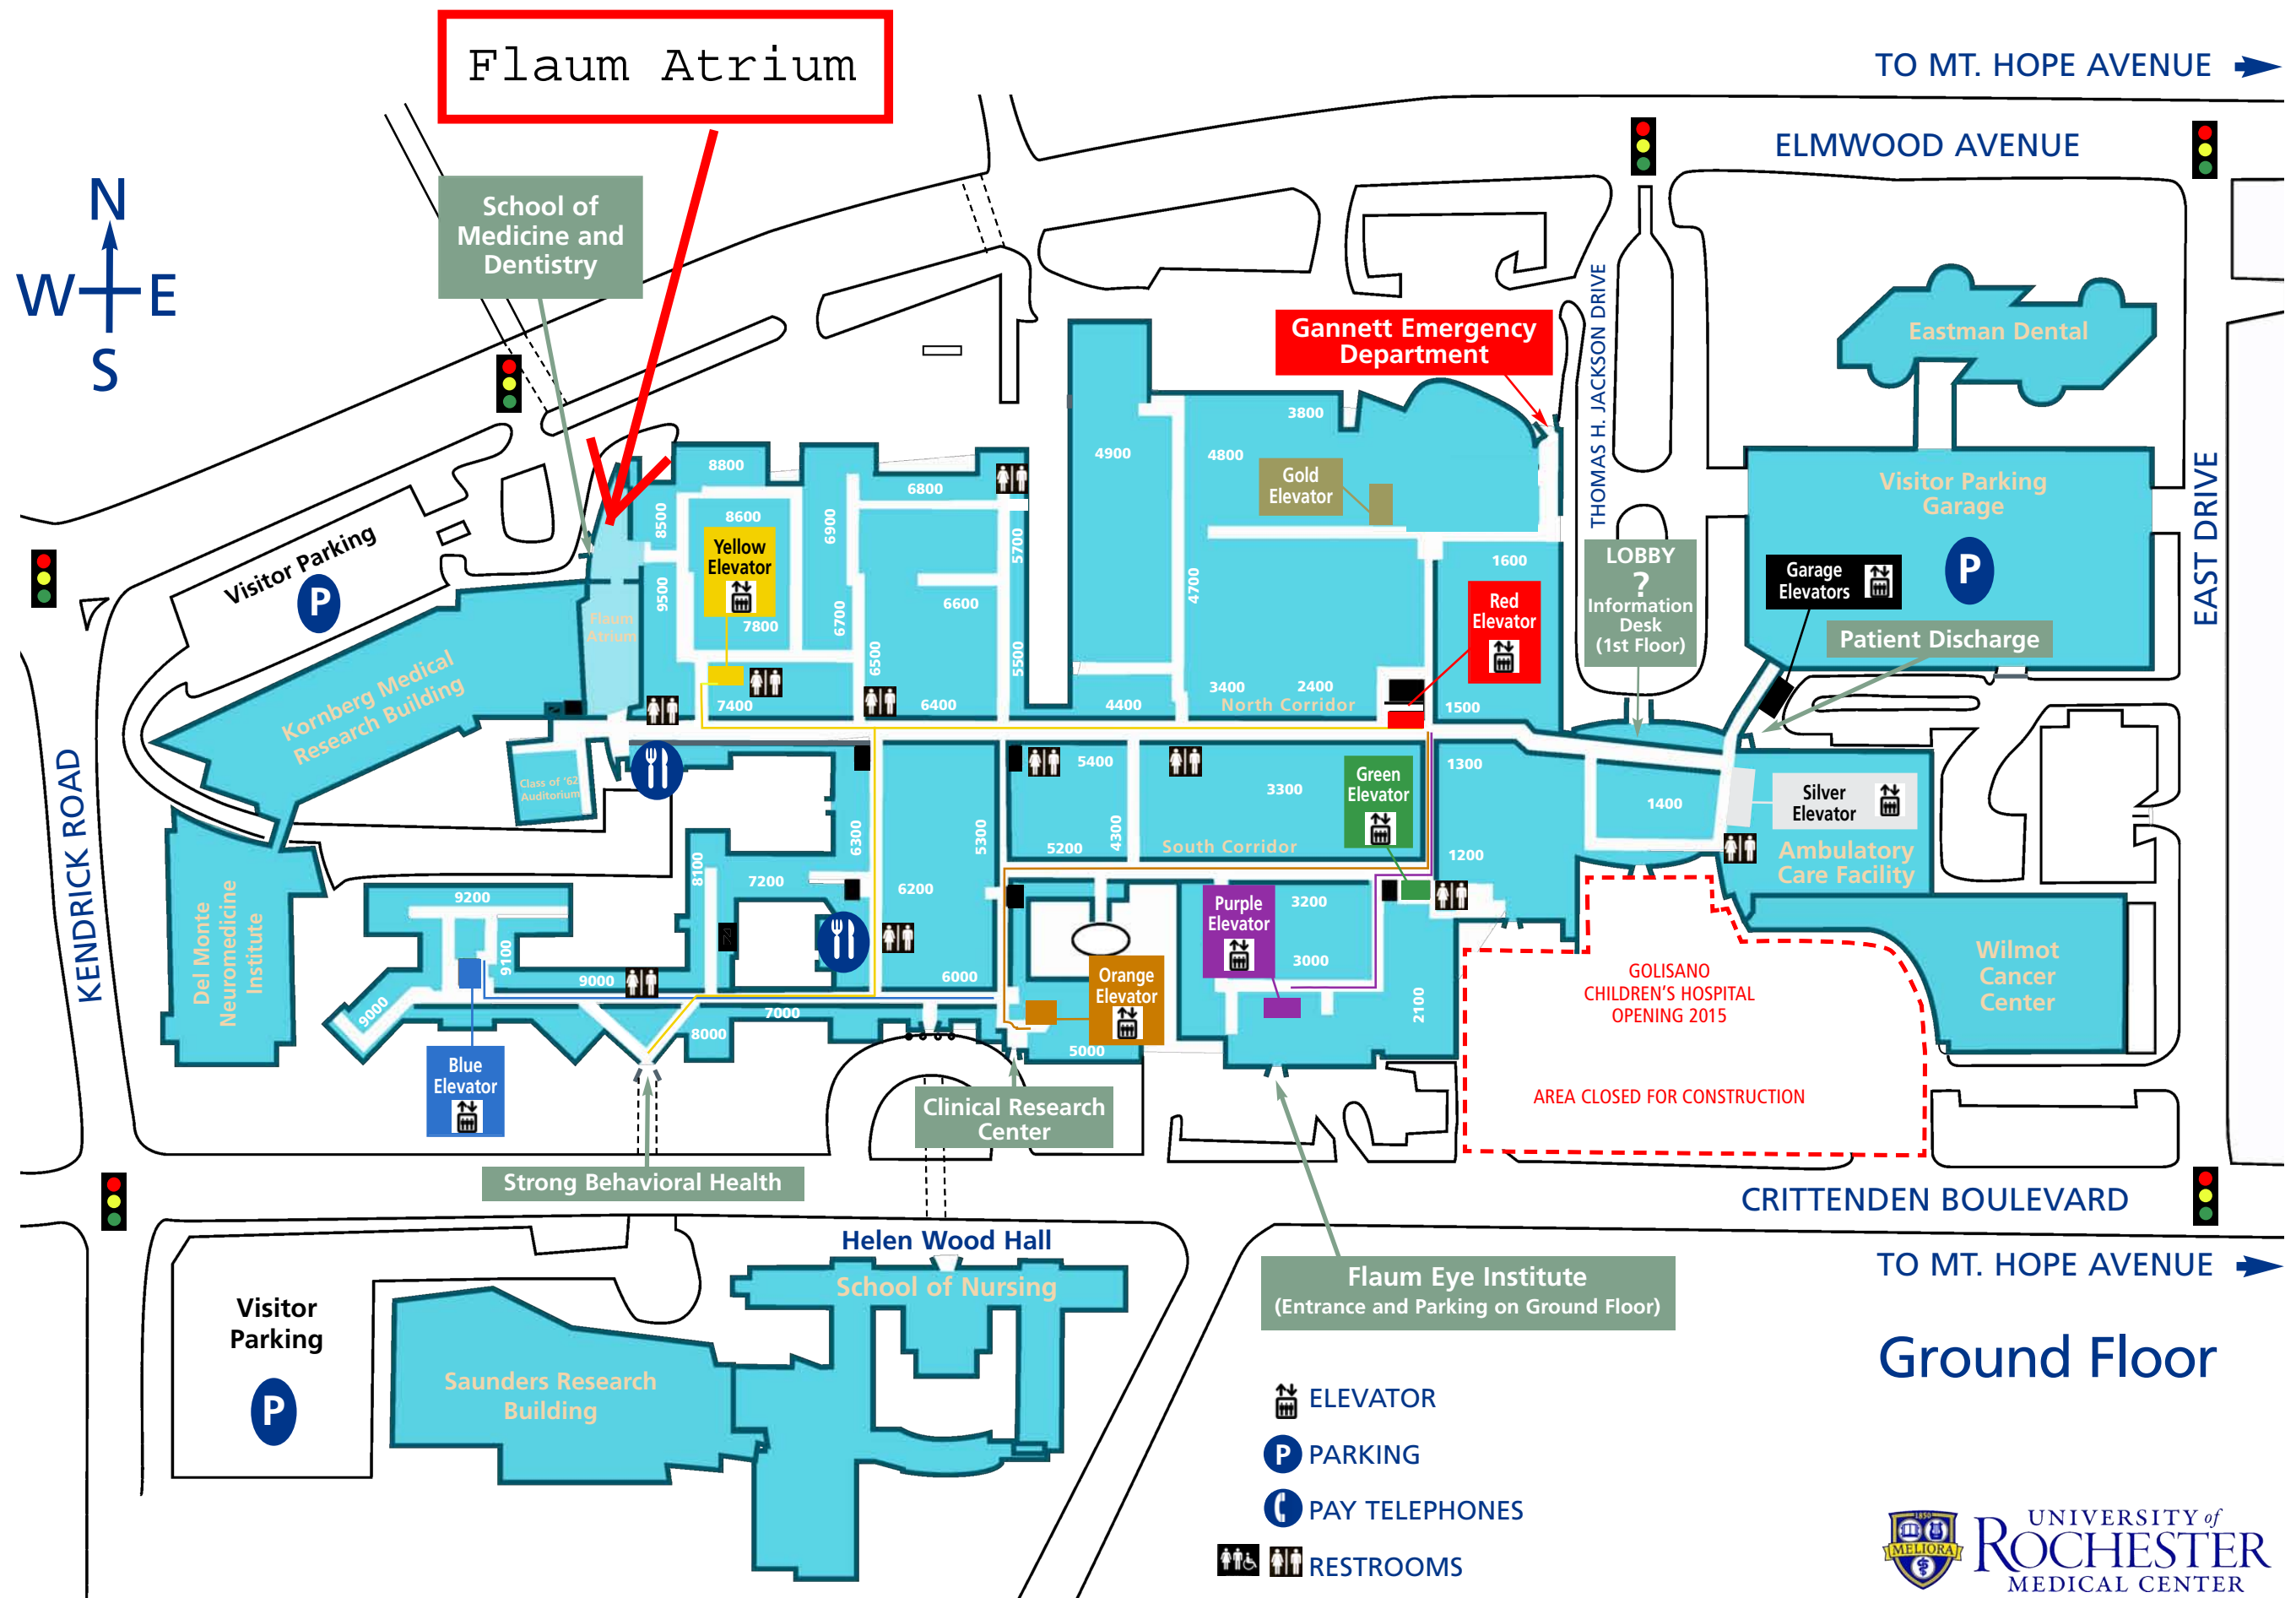 Flaum Atrium
TO MT. HOPE AVENUE
ELMWOOD AVENUE
N
W E
S
School of
Medicine and
Dentistry
THOMAS H. JACKSON DRIVE
EAST DRIVE
Eastman Dental
Gannett Emergency
Department
3800
4900
4800
Gold
Elevator
8800
6800
8500
8600
6900
5700
Yellow
Elevator
9500
7800
6700
6600
6500
5500
4700
1600
Visitor Parking
P
Visitor Parking
Garage
P
LOBBY
?
Information
Desk
(1st Floor)
Garage
Elevators
Patient Discharge
Red
Elevator
Flaum
Atrium
Kornberg Medical
Research Building
7400
6400
4400
3400
2400
North Corridor
1500
Class of '62
Auditorium
5400
3300
Green
Elevator
1300
1400
Silver
Elevator
Ambulatory
Care Facility
6300
5300
4300
5200
South Corridor
1200
KENDRICK ROAD
Del Monte
Neuromedicine
Institute
8100
7200
6200
9200
9100
9000
9000
6000
7000
8000
5000
Purple
Elevator
3200
3000
2100
Orange
Elevator
Blue
Elevator
GOLISANO
CHILDREN'S HOSPITAL
OPENING 2015
AREA CLOSED FOR CONSTRUCTION
Wilmot
Cancer
Center
Clinical Research
Center
Strong Behavioral Health
CRITTENDEN BOULEVARD
TO MT. HOPE AVENUE
Helen Wood Hall
School of Nursing
Flaum Eye Institute
(Entrance and Parking on Ground Floor)
Visitor
Parking
P
Saunders Research
Building
Ground Floor
ELEVATOR
P PARKING
PAY TELEPHONES
RESTROOMS
1850
MELIORA
UNIVERSITY of
ROCHESTER
MEDICAL CENTER